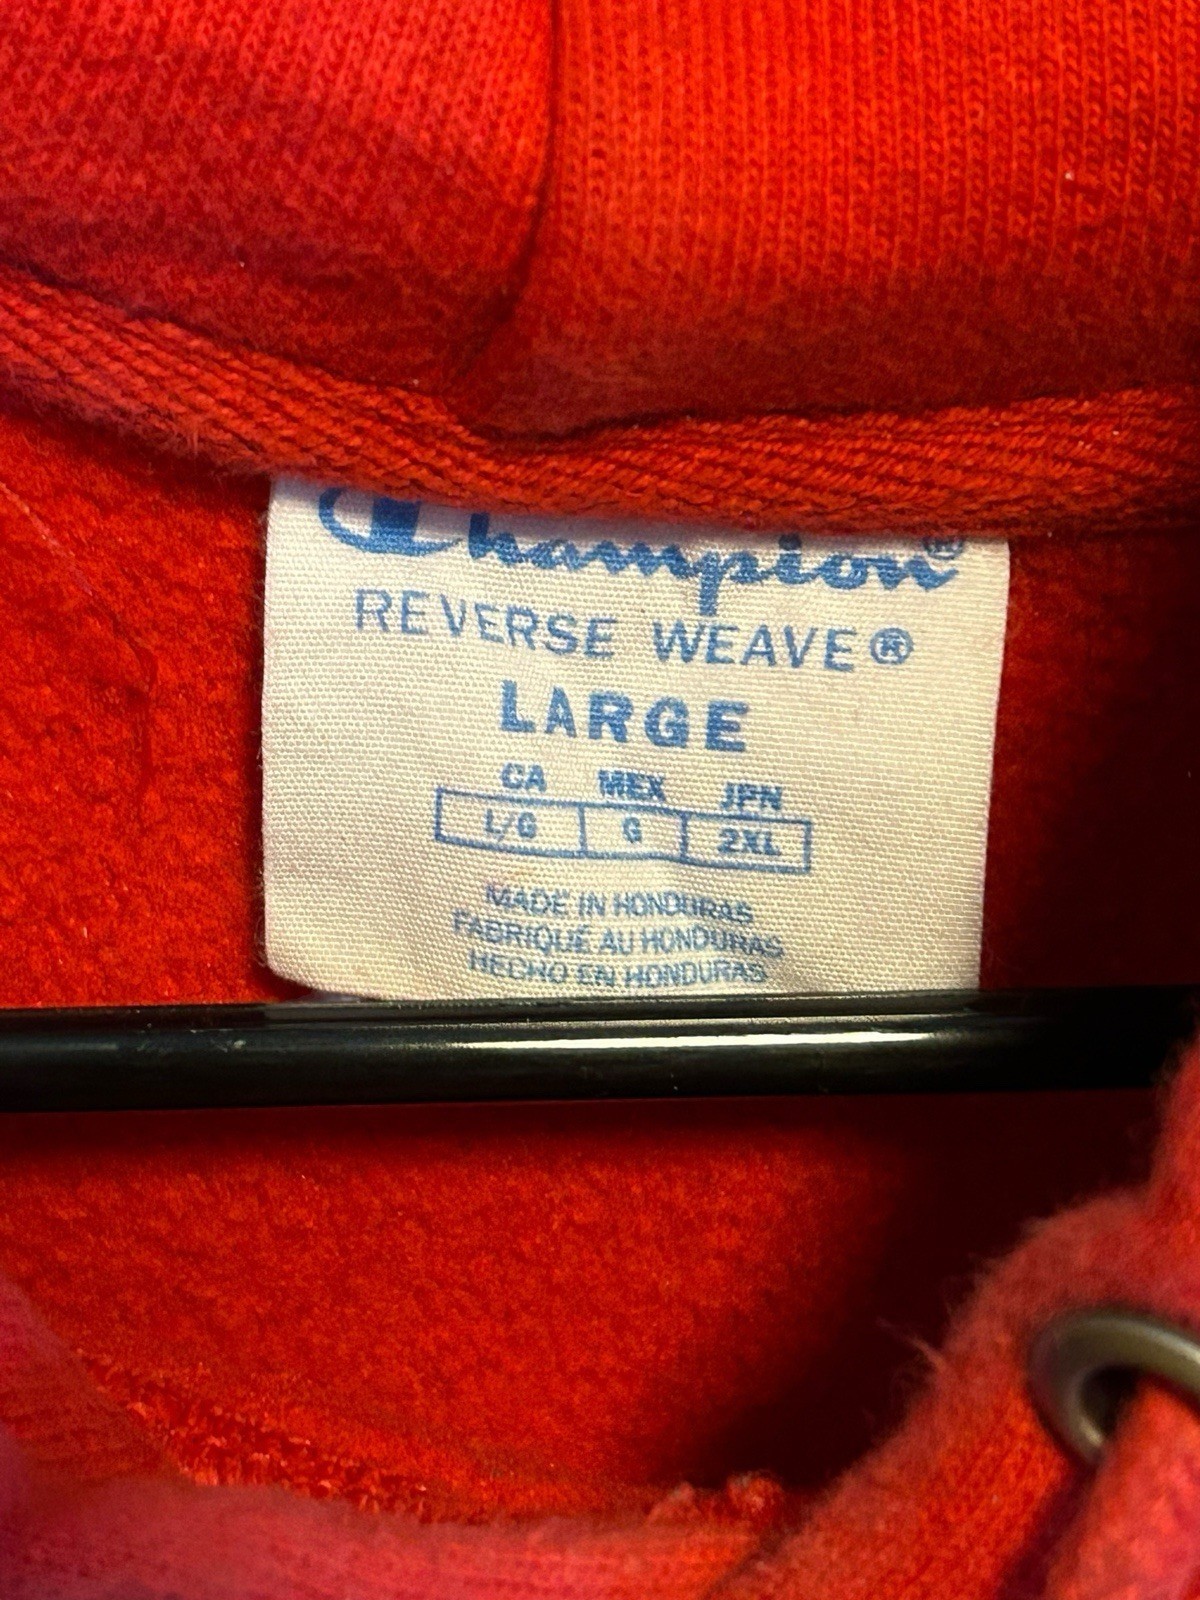 Champion®
REVERSE WEAVE®
LARGE
CA MEX JPN
L/G G 2XL
MADE IN HONDURAS
FABRIQUÉ AU HONDURAS
HECHO EN HONDURAS